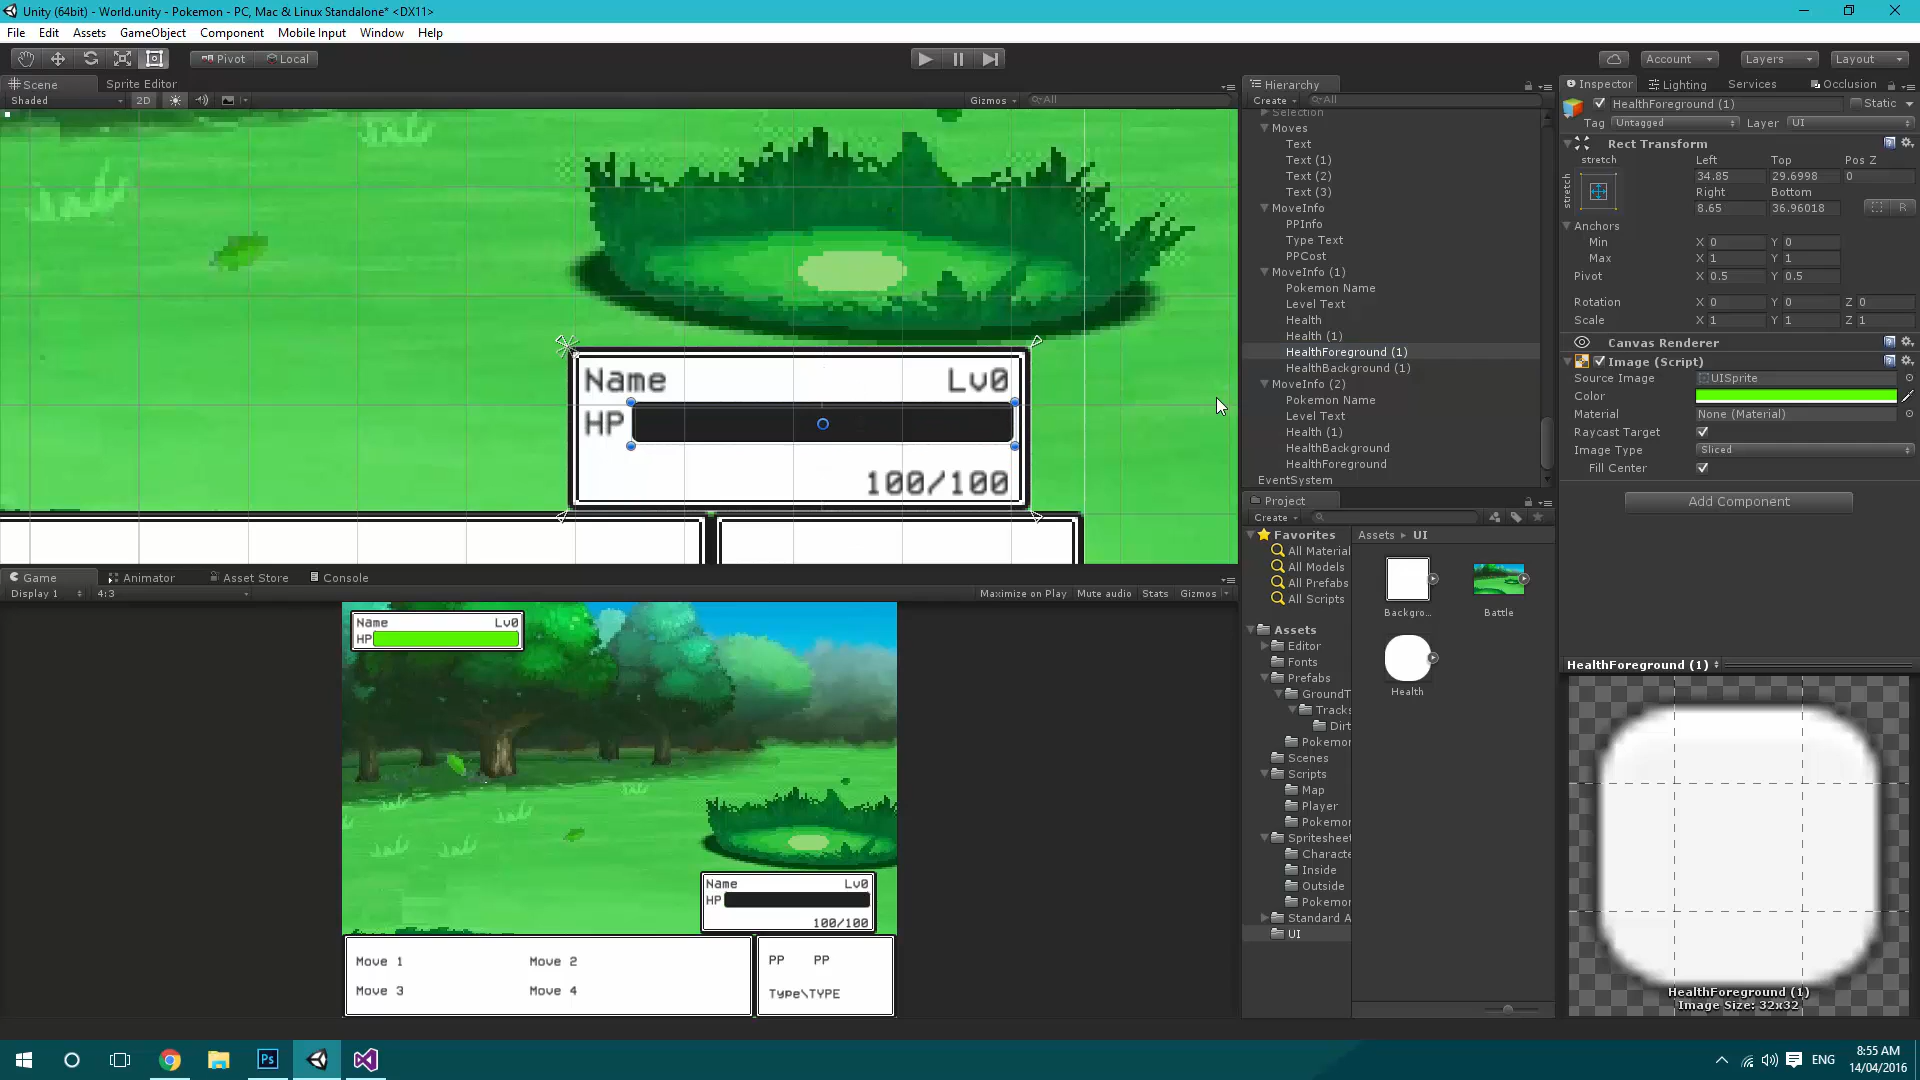 Unity (64bit) - World.unity - Pokemon - PC, Mac & Linux Standalone* <DX11>
File Edit Assets GameObject Component Mobile Input Window Help
Pivot Local Account Layers Layout
Scene Sprite Editor
Shaded 2D Gizmos All
Name Lv0
HP
100/100
Game Animator Asset Store Console
Display 1 4:3 Maximize on Play Mute audio Stats Gizmos
Name Lv0
HP
Name Lv0
HP
100/100
Move 1 Move 2
Move 3 Move 4
PP PP
Type\TYPE
Hierarchy
Create All
Selection
Moves
Text
Text (1)
Text (2)
Text (3)
MoveInfo
PPInfo
Type Text
PPCost
MoveInfo (1)
Pokemon Name
Level Text
Health
Health (1)
HealthForeground (1)
HealthBackground (1)
MoveInfo (2)
Pokemon Name
Level Text
Health (1)
HealthBackground
HealthForeground
EventSystem
Project
Create
Favorites
All Material
All Models
All Prefabs
All Scripts
Assets
Editor
Fonts
Prefabs
GroundT
Tracks
Dirt
Pokemon
Scenes
Scripts
Map
Player
Pokemon
Spritesheet
Characte
Inside
Outside
Pokemon
Standard A
UI
Assets UI
Backgro...
Battle
Health
Inspector Lighting Services Occlusion
HealthForeground (1) Static
Tag Untagged Layer UI
Rect Transform
stretch Left Top Pos Z
stretch 34.85 29.6998 0
Right Bottom
8.65 36.96018 R
Anchors
Min X 0 Y 0
Max X 1 Y 1
Pivot X 0.5 Y 0.5
Rotation X 0 Y 0 Z 0
Scale X 1 Y 1 Z 1
Canvas Renderer
Image (Script)
Source Image UISprite
Color
Material None (Material)
Raycast Target
Image Type Sliced
Fill Center
Add Component
HealthForeground (1)
HealthForeground (1)
Image Size: 32x32
Ps
ENG
8:55 AM
14/04/2016